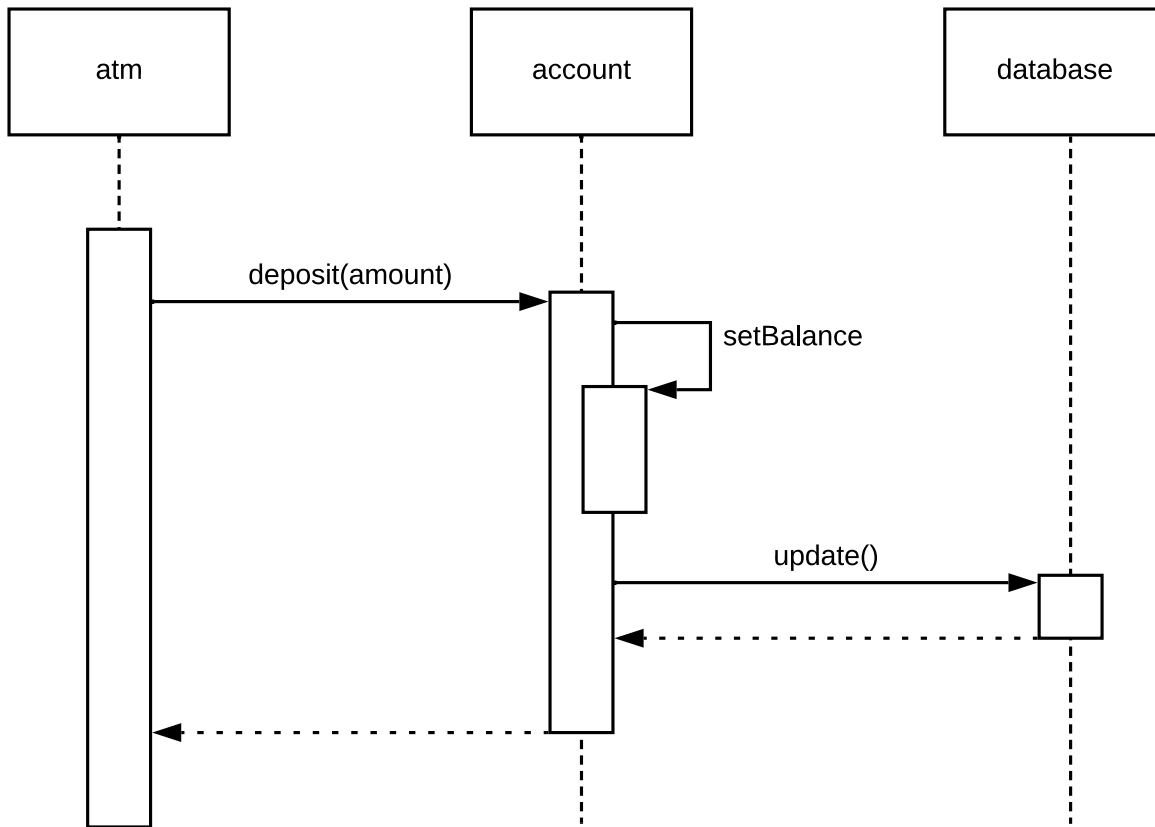 atm
account
database
deposit(amount)
setBalance
update()